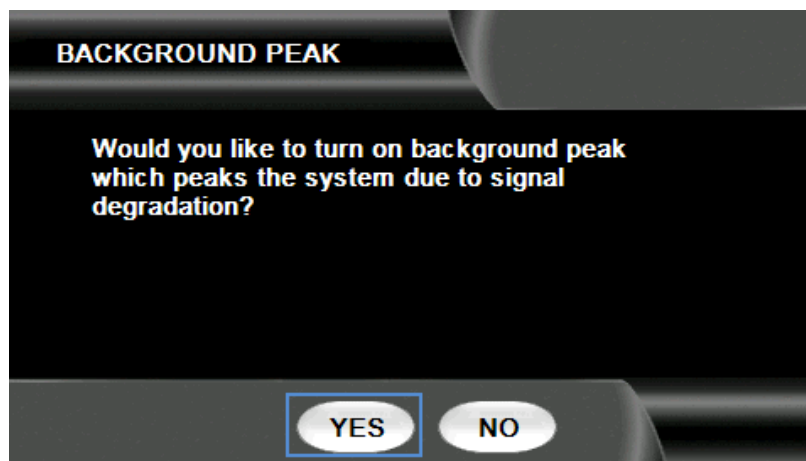 BACKGROUND PEAK
Would you like to turn on background peak
which peaks the system due to signal
degradation?
YES NO